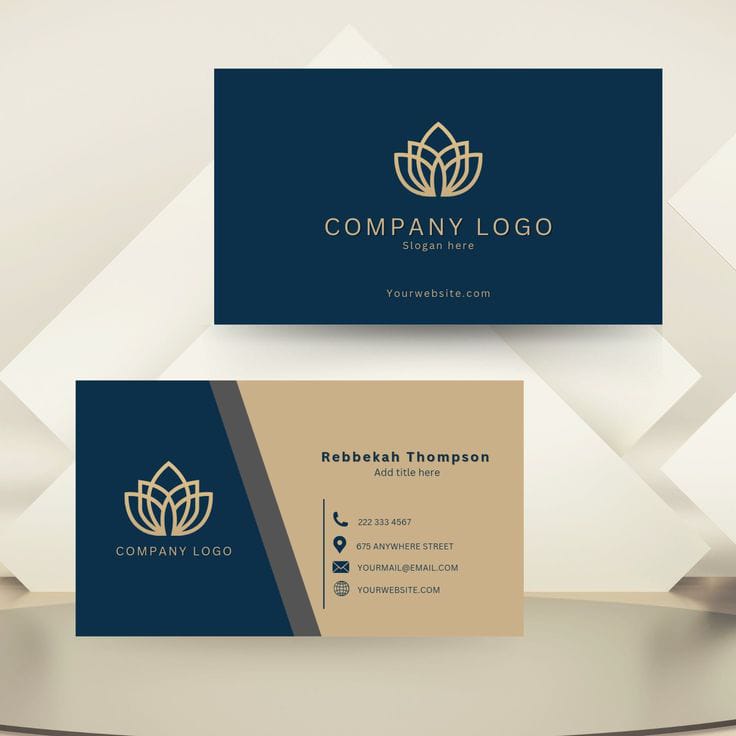 COMPANY LOGO
Slogan here
Yourwebsite.com
Rebbekah Thompson
Add title here
COMPANY LOGO
222 333 4567
675 ANYWHERE STREET
YOURMAIL@EMAIL.COM
YOURWEBSITE.COM